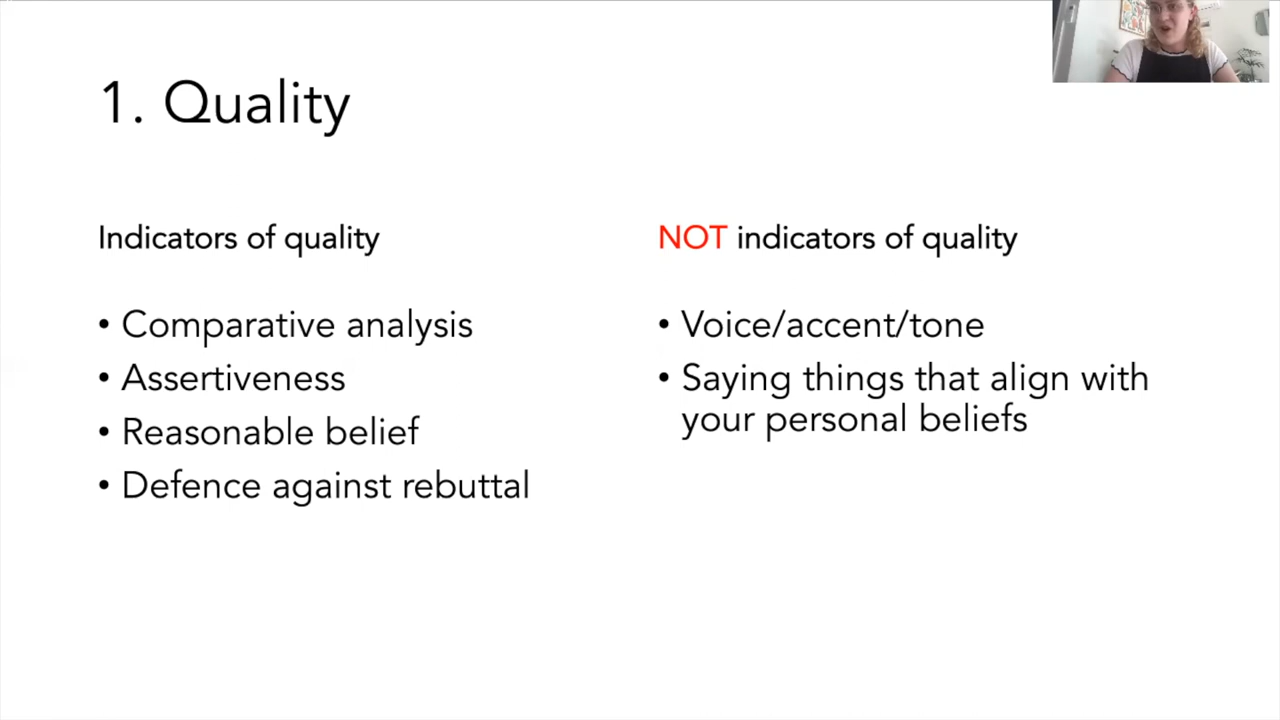 1. Quality
Indicators of quality
• Comparative analysis
• Assertiveness
• Reasonable belief
• Defence against rebuttal
NOT indicators of quality
• Voice/accent/tone
• Saying things that align with
your personal beliefs